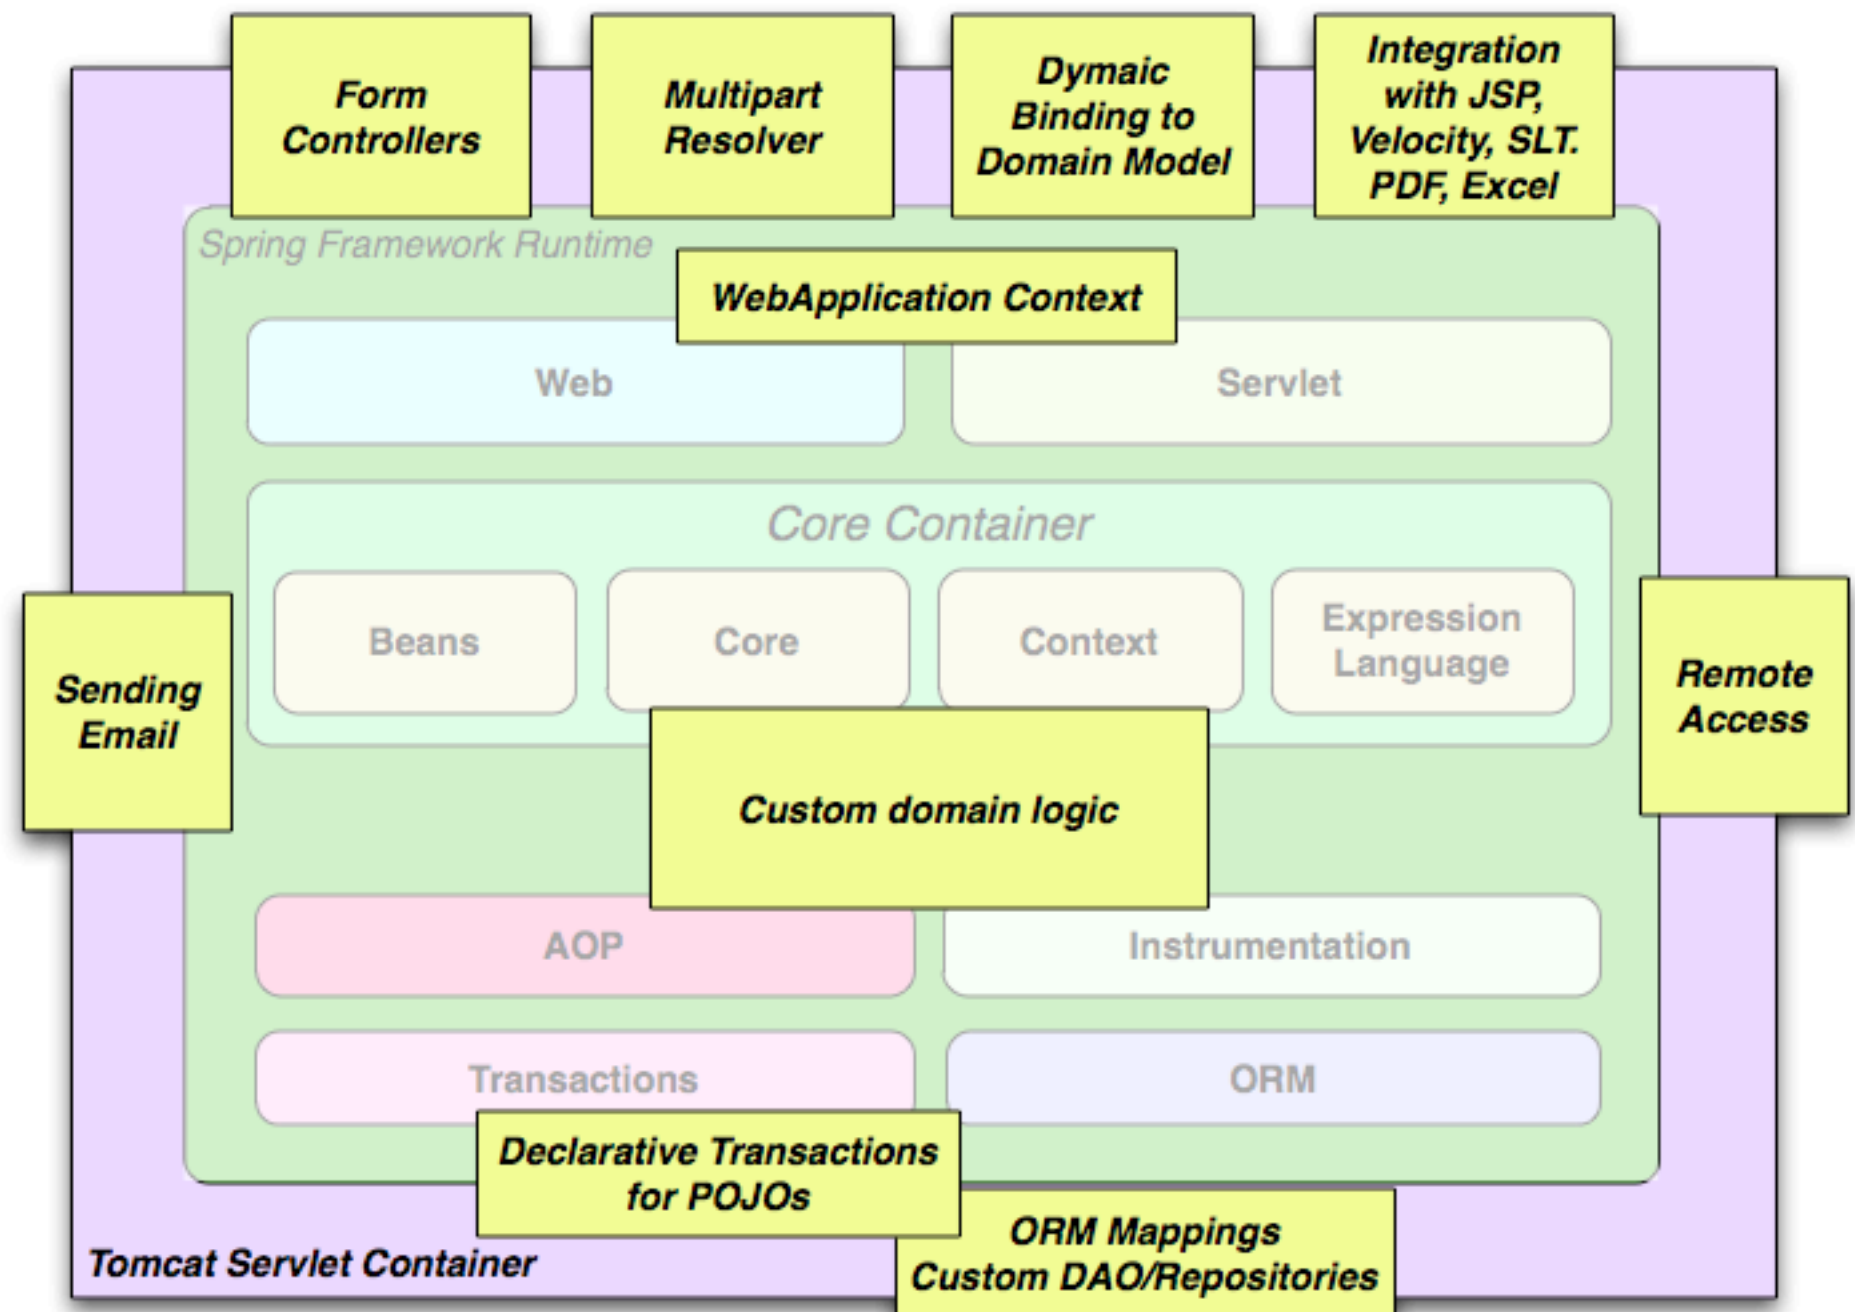 Form
Controllers
Multipart
Resolver
Dymaic
Binding to
Domain Model
Integration
with JSP,
Velocity, SLT.
PDF, Excel
Spring Framework Runtime
WebApplication Context
Web
Servlet
Core Container
Beans
Core
Context
Expression
Language
Sending
Email
Remote
Access
Custom domain logic
AOP
Instrumentation
Transactions
ORM
Declarative Transactions
for POJOs
ORM Mappings
Custom DAO/Repositories
Tomcat Servlet Container